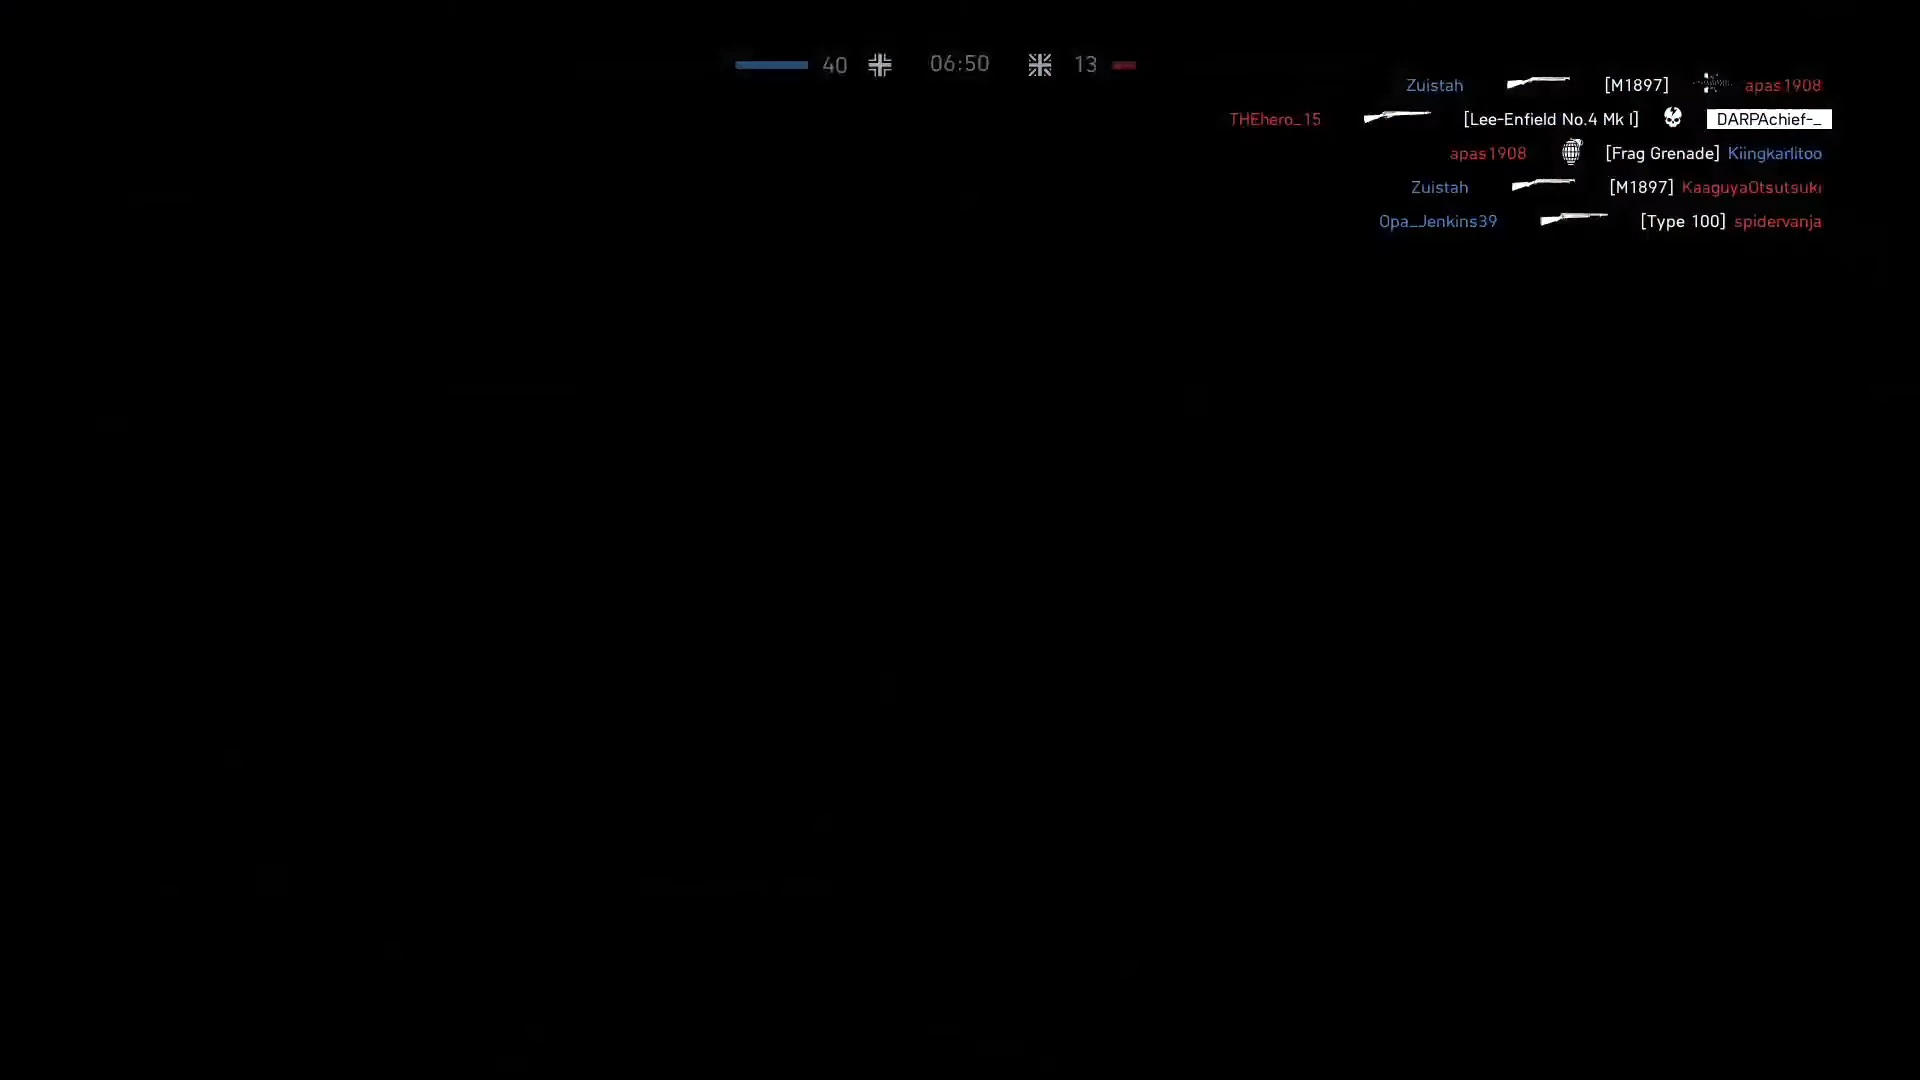 40 06:50 13
Zuistah [M1897] apas1908
THEhero_15 [Lee-Enfield No.4 Mk I] DARPAchief-_
apas1908 [Frag Grenade] Kiingkarlitoo
Zuistah [M1897] KaaguyaOtsutsuki
Opa_Jenkins39 [Type 100] spidervanja